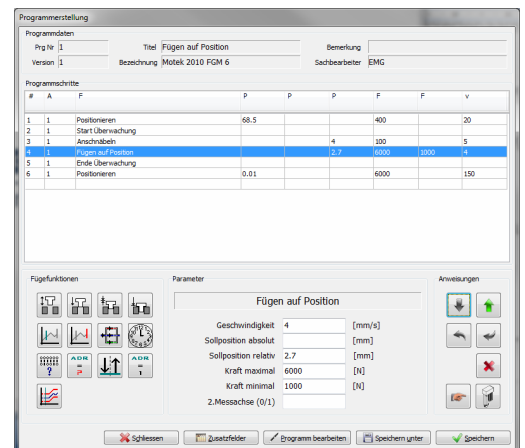 Programmerstellung
Programmdaten
Prg Nr 1 Titel Fügen auf Position Bemerkung
Version 1 Bezeichnung Motek 2010 FGM 6 Sachbearbeiter EMG
Programmschritte
# A F P P P F F v
1 1 Positionieren 68.5 400 20
2 1 Start Überwachung
3 1 Anschnäbeln 4 100 5
4 1 Fügen auf Position 2.7 6000 1000 4
5 1 Ende Überwachung
6 1 Positionieren 0.01 6000 150
Fügefunktionen Parameter Anweisungen
Fügen auf Position
Geschwindigkeit 4 [mm/s]
Sollposition absolut [mm]
Sollposition relativ 2.7 [mm]
Kraft maximal 6000 [N]
Kraft minimal 1000 [N]
2.Messachse (0/1)
ADR = ADR
?
Schliessen Zusatzfelder Programm bearbeiten Speichern unter Speichern